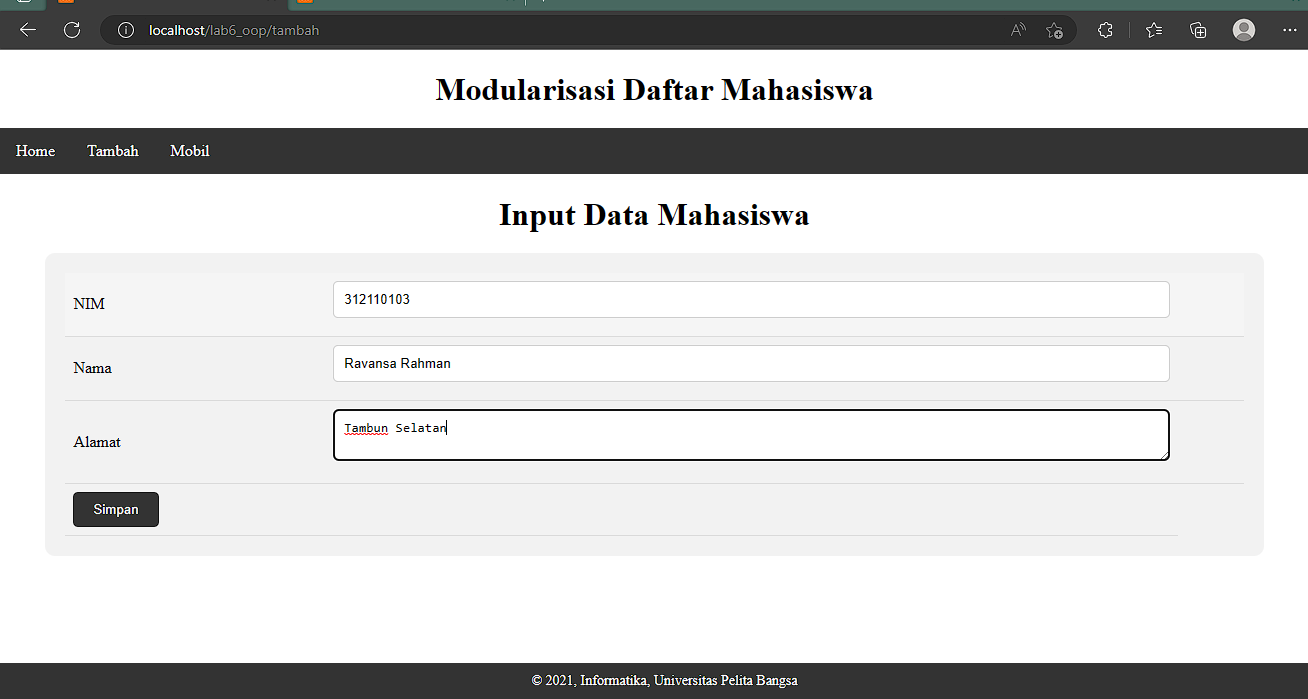 localhost/lab6_oop/tambah
Modularisasi Daftar Mahasiswa
Home Tambah Mobil
Input Data Mahasiswa
NIM 312110103
Nama Ravansa Rahman
Alamat Tambun Selatan
Simpan
© 2021, Informatika, Universitas Pelita Bangsa